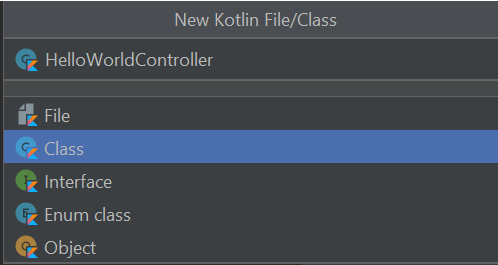 New Kotlin File/Class
HelloWorldController
File
Class
Interface
Enum class
Object